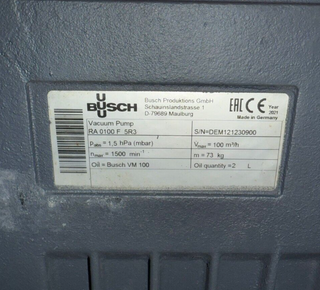 BUSCH
Busch Produktions GmbH
Schauinslandstrasse 1
D-79689 Maulburg
EAC CE Year 2021
Made in Germany
Vacuum Pump
RA 0100 F 5R3 S/N=DEM121230900
= 1,5 hPa (mbar) Vmax = 100 m³/h
nmax = 1500 min⁻¹ m = 73 kg
Oil = Busch VM 100 Oil quantity =2 L